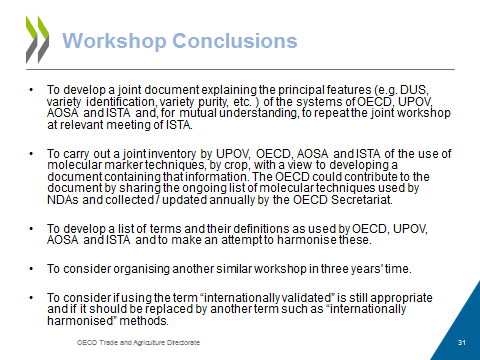 Workshop Conclusions
• To develop a joint document explaining the principal features (e.g. DUS,
variety identification, variety purity, etc. ) of the systems of OECD, UPOV,
AOSA and ISTA and, for mutual understanding, to repeat the joint workshop
at relevant meeting of ISTA.
• To carry out a joint inventory by UPOV, OECD, AOSA and ISTA of the use of
molecular marker techniques, by crop, with a view to developing a
document containing that information. The OECD could contribute to the
document by sharing the ongoing list of molecular techniques used by
NDAs and collected / updated annually by the OECD Secretariat.
• To develop a list of terms and their definitions as used by OECD, UPOV,
AOSA and ISTA and to make an attempt to harmonise these.
• To consider organising another similar workshop in three years' time.
• To consider if using the term “internationally validated” is still appropriate
and if it should be replaced by another term such as “internationally
harmonised” methods.
OECD Trade and Agriculture Directorate
31